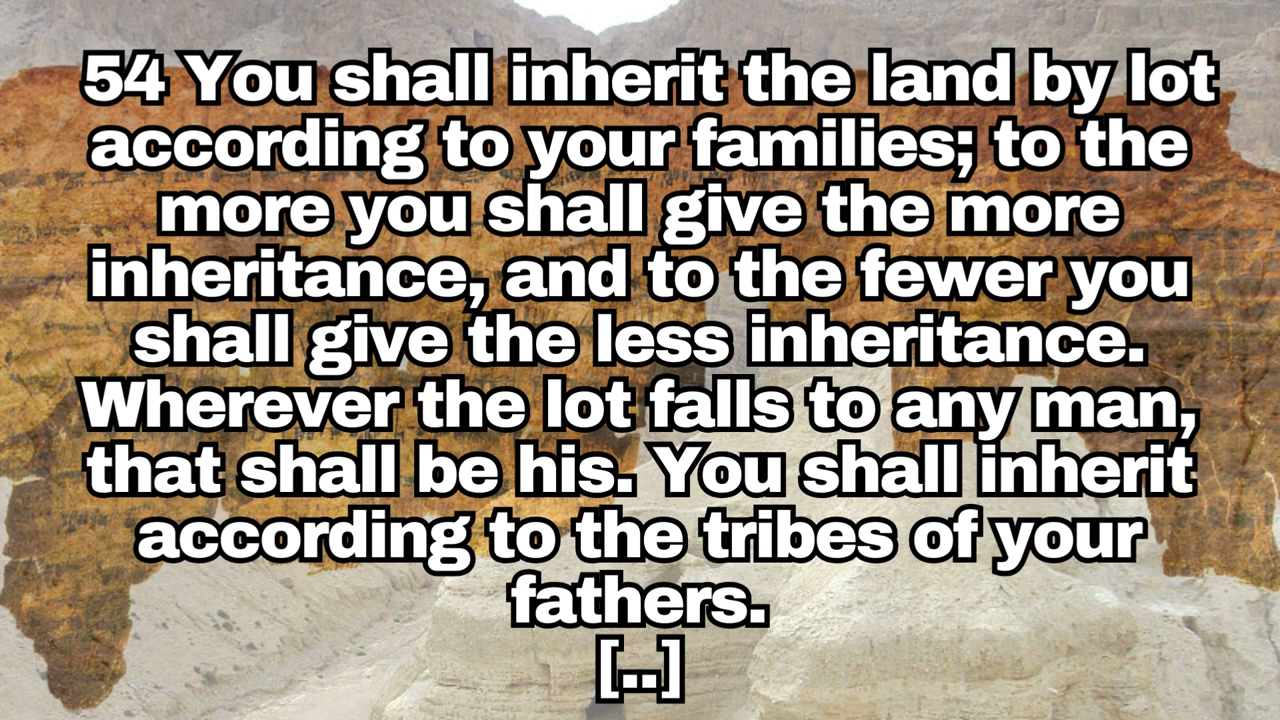 54 You shall inherit the land by lot
according to your families; to the
more you shall give the more
inheritance, and to the fewer you
shall give the less inheritance.
Wherever the lot falls to any man,
that shall be his. You shall inherit
according to the tribes of your
fathers.
[..]